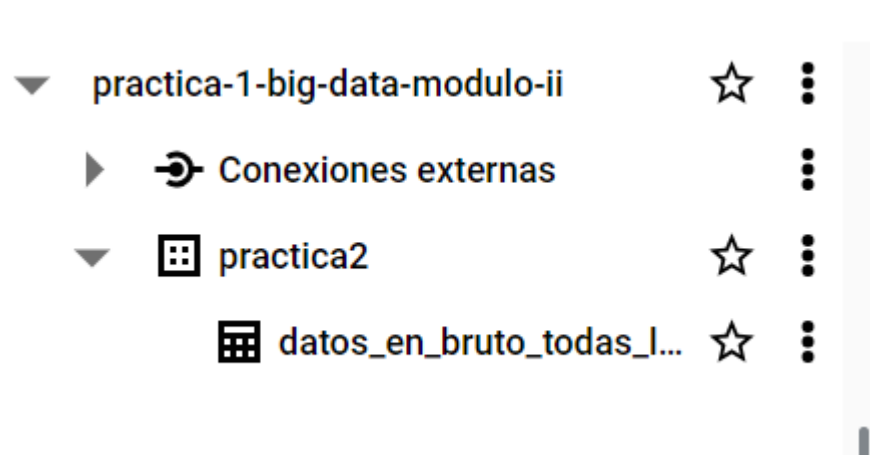 practica-1-big-data-modulo-ii
Conexiones externas
practica2
datos_en_bruto_todas_l...